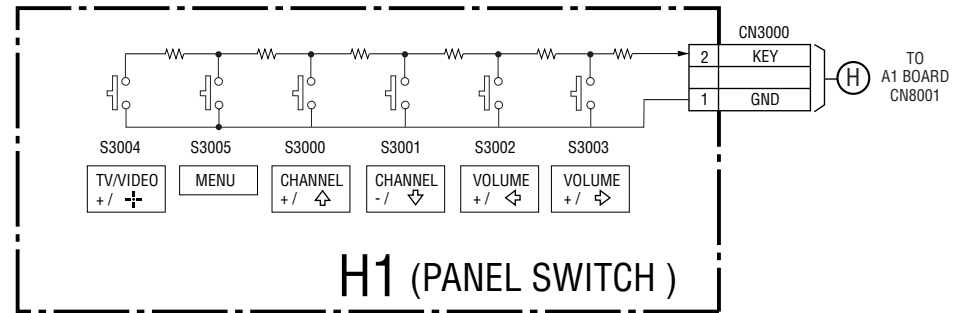 CN3000
2 KEY
1 GND
H
TO
A1 BOARD
CN8001
S3004 S3005 S3000 S3001 S3002 S3003
TV/VIDEO
+ /
MENU
CHANNEL
+ /
CHANNEL
- /
VOLUME
+ /
VOLUME
+ /
H1 (PANEL SWITCH )